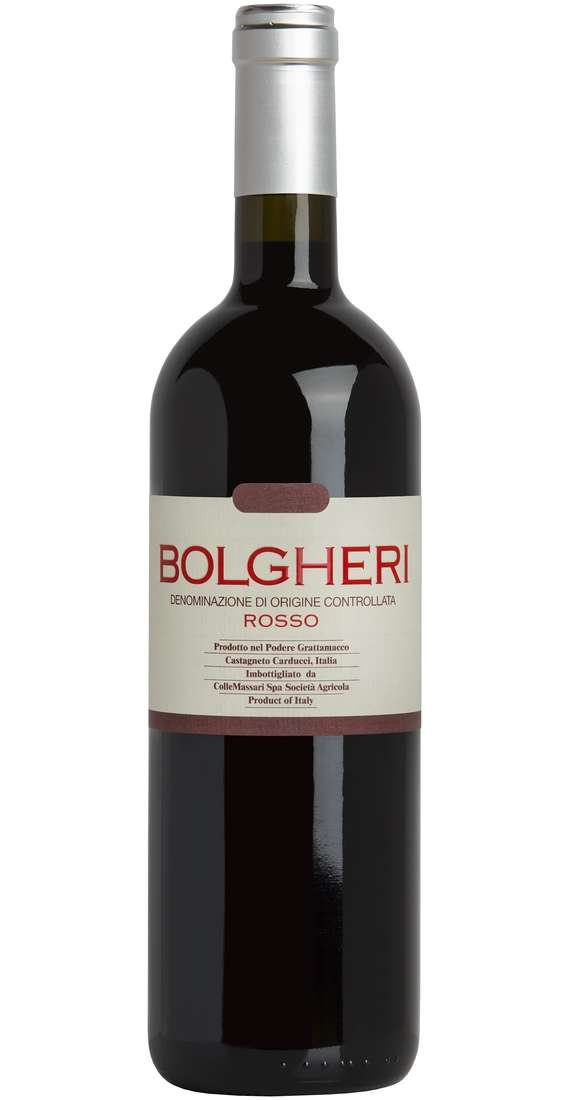 BOLGHERI
DENOMINAZIONE DI ORIGINE CONTROLLATA
ROSSO
Prodotto nel Podere Grattamacco
Castagneto Carducci, Italia
Imbottigliato da
ColleMassari Spa Società Agricola
Product of Italy